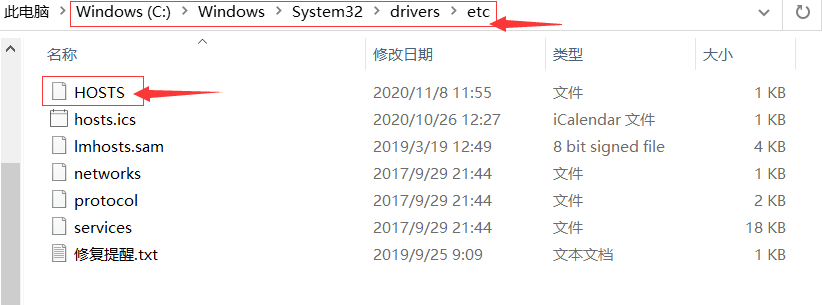 此电脑 > Windows (C:) > Windows > System32 > drivers > etc
名称 修改日期 类型 大小
HOSTS 2020/11/8 11:55 文件 1 KB
hosts.ics 2020/10/26 12:27 iCalendar 文件 1 KB
lmhosts.sam 2019/3/19 12:49 8 bit signed file 4 KB
networks 2017/9/29 21:44 文件 1 KB
protocol 2017/9/29 21:44 文件 2 KB
services 2017/9/29 21:44 文件 18 KB
修复提醒.txt 2019/9/25 9:09 文本文档 1 KB